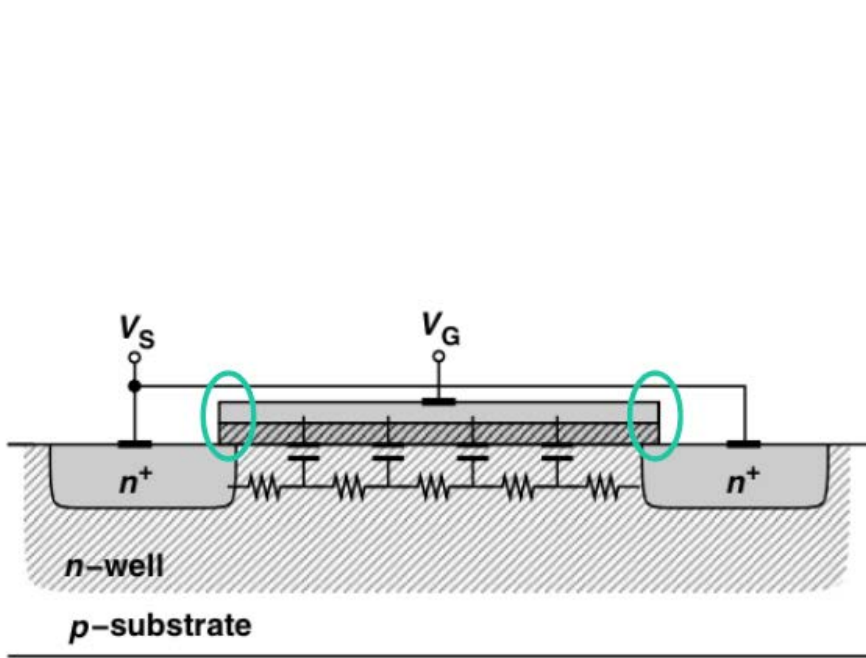 V_S
V_G
n+
n+
n–well
p–substrate